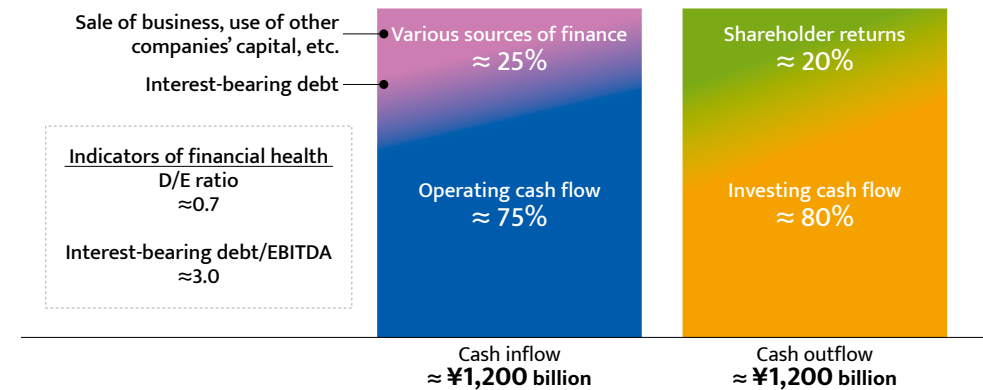 Sale of business, use of other
companies’ capital, etc.
Interest-bearing debt
Various sources of finance
≈ 25%
Shareholder returns
≈ 20%
Indicators of financial health
D/E ratio
≈0.7
Interest-bearing debt/EBITDA
≈3.0
Operating cash flow
≈ 75%
Investing cash flow
≈ 80%
Cash inflow
≈ ¥1,200 billion
Cash outflow
≈ ¥1,200 billion